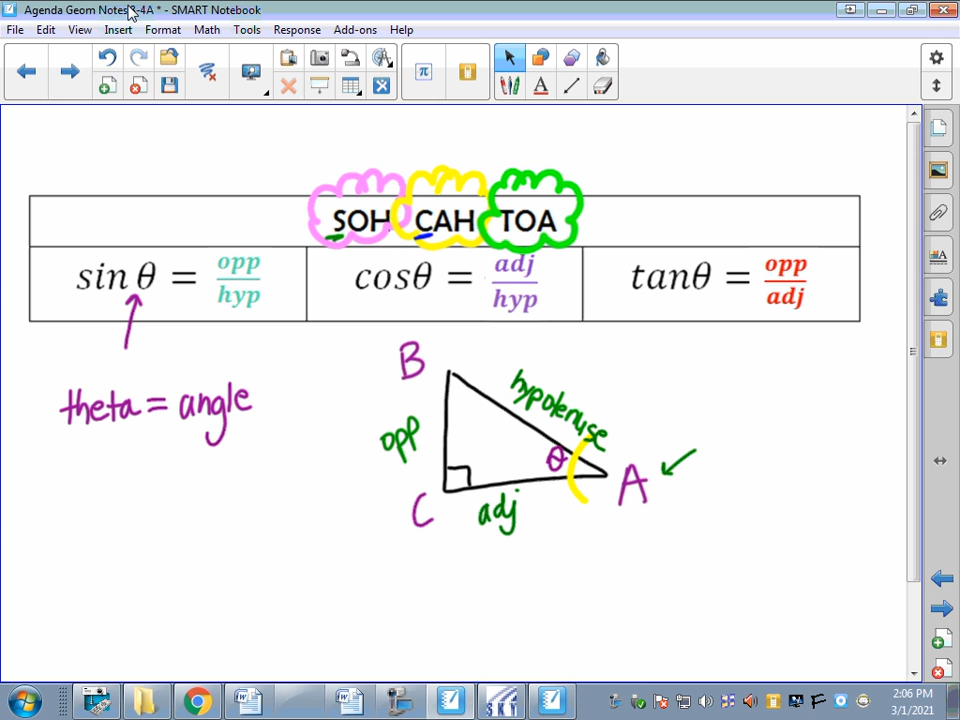 Agenda Geom Notes 8-4A * - SMART Notebook
File Edit View Insert Format Math Tools Response Add-ons Help
SOH CAH TOA
sin θ = opp/hyp
cosθ = adj/hyp
tanθ = opp/adj
theta = angle
B
hypotenuse
opp
θ
A
C
adj
2:06 PM
3/1/2021